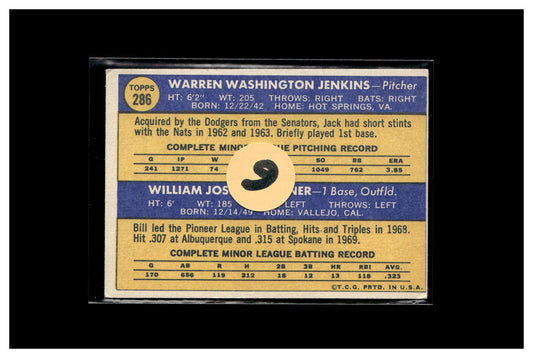 TOPPS
286
WARREN WASHINGTON JENKINS—Pitcher
HT: 6'2" WT: 205 THROWS: RIGHT BATS: RIGHT
BORN: 12/22/42 HOME: HOT SPRINGS, VA.
Acquired by the Dodgers from the Senators, Jack had short stints
with the Nats in 1962 and 1963. Briefly played 1st base.
COMPLETE MINOR LEAGUE PITCHING RECORD
G IP W SO BB ERA
241 1271 74 1049 762 3.85
9
WILLIAM JOS NER—1 Base, Outfld.
HT: 6' WT: 185 LEFT THROWS: LEFT
BORN: 12/14/49 HOME: VALLEJO, CAL.
Bill led the Pioneer League in Batting, Hits and Triples in 1968.
Hit .307 at Albuquerque and .315 at Spokane in 1969.
COMPLETE MINOR LEAGUE BATTING RECORD
G AB R H 2B 3B HR RBI AVG.
170 656 119 212 18 12 13 96 .323
©T.C.G. PRTD. IN U.S.A.